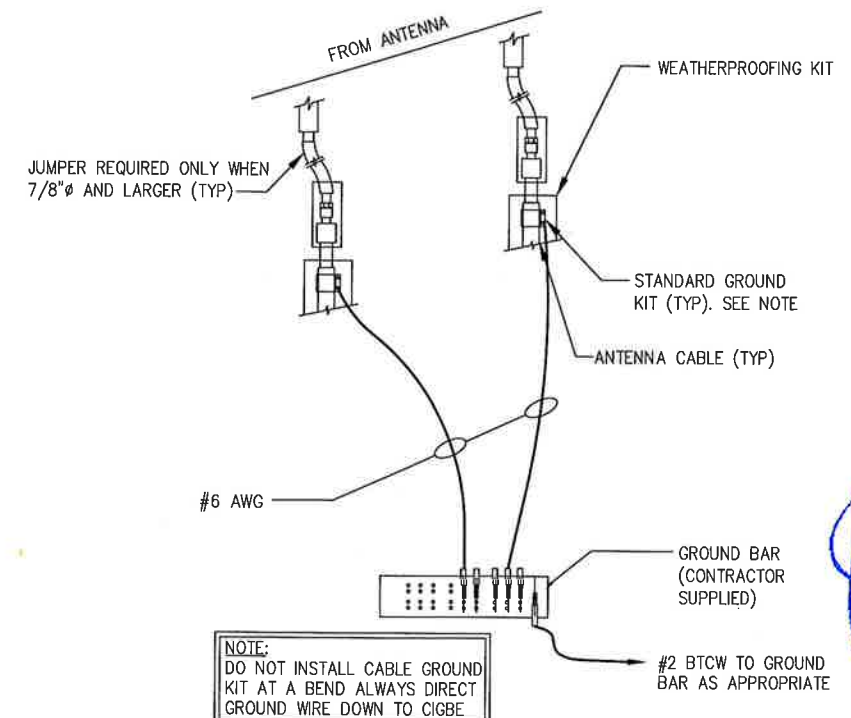 FROM ANTENNA
WEATHERPROOFING KIT
JUMPER REQUIRED ONLY WHEN
7/8"ø AND LARGER (TYP)
STANDARD GROUND
KIT (TYP). SEE NOTE
ANTENNA CABLE (TYP)
#6 AWG
GROUND BAR
(CONTRACTOR
SUPPLIED)
#2 BTCW TO GROUND
BAR AS APPROPRIATE
NOTE:
DO NOT INSTALL CABLE GROUND
KIT AT A BEND ALWAYS DIRECT
GROUND WIRE DOWN TO CIGBE